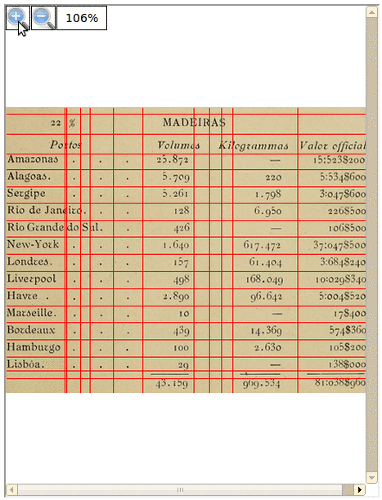 106%
22 % MADEIRAS
Portos Volumes Kilogrammas Valor official
Amazonas . . . 25.872 — 15:523$200
Alagoas. . . . 5.709 220 5:534$600
Sergipe . . . 5.261 1.798 3:047$600
Rio de Janeiro. . . 128 6.950 226$500
Rio Grande do Sul. . 426 — 106$500
New-York . . . 1.640 617.472 37:047$500
Londres. . . . 157 61.404 3:684$240
Liverpool . . . 498 168.049 10:029$340
Havre . . . . 2.890 96.642 5:004$520
Marseille. . . . 10 — 17$400
Bordeaux . . . 439 14.369 574$360
Hamburgo . . . 100 2.630 105$200
Lisbôa. . . . 29 — 138$000
43.159 969.534 81:038$960